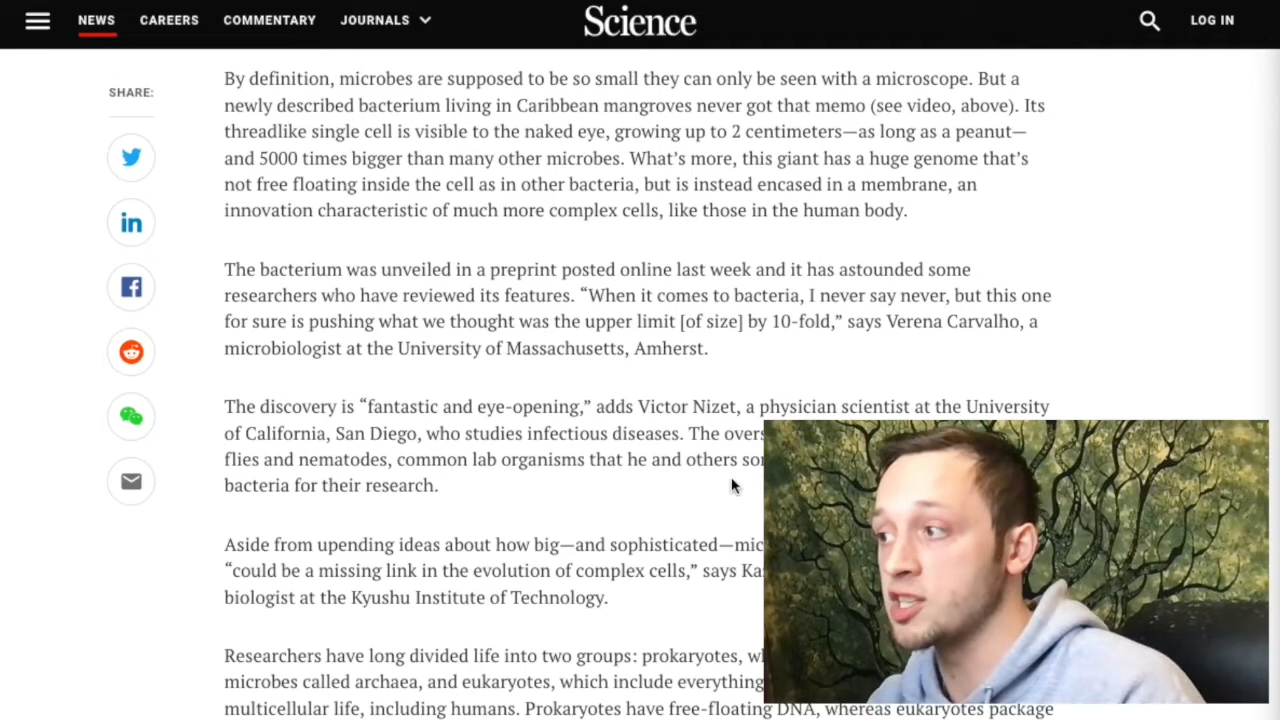 NEWS CAREERS COMMENTARY JOURNALS Science LOG IN
SHARE:
By definition, microbes are supposed to be so small they can only be seen with a microscope. But a
newly described bacterium living in Caribbean mangroves never got that memo (see video, above). Its
threadlike single cell is visible to the naked eye, growing up to 2 centimeters—as long as a peanut—
and 5000 times bigger than many other microbes. What’s more, this giant has a huge genome that’s
not free floating inside the cell as in other bacteria, but is instead encased in a membrane, an
innovation characteristic of much more complex cells, like those in the human body.
The bacterium was unveiled in a preprint posted online last week and it has astounded some
researchers who have reviewed its features. “When it comes to bacteria, I never say never, but this one
for sure is pushing what we thought was the upper limit [of size] by 10-fold,” says Verena Carvalho, a
microbiologist at the University of Massachusetts, Amherst.
The discovery is “fantastic and eye-opening,” adds Victor Nizet, a physician scientist at the University
of California, San Diego, who studies infectious diseases. The
flies and nematodes, common lab organisms that he and others
bacteria for their research.
Aside from upending ideas about how big—and sophisticated—
“could be a missing link in the evolution of complex cells,” says
biologist at the Kyushu Institute of Technology.
Researchers have long divided life into two groups: prokaryotes,
microbes called archaea, and eukaryotes, which include everything
multicellular life, including humans. Prokaryotes have free-floating DNA, whereas eukaryotes package